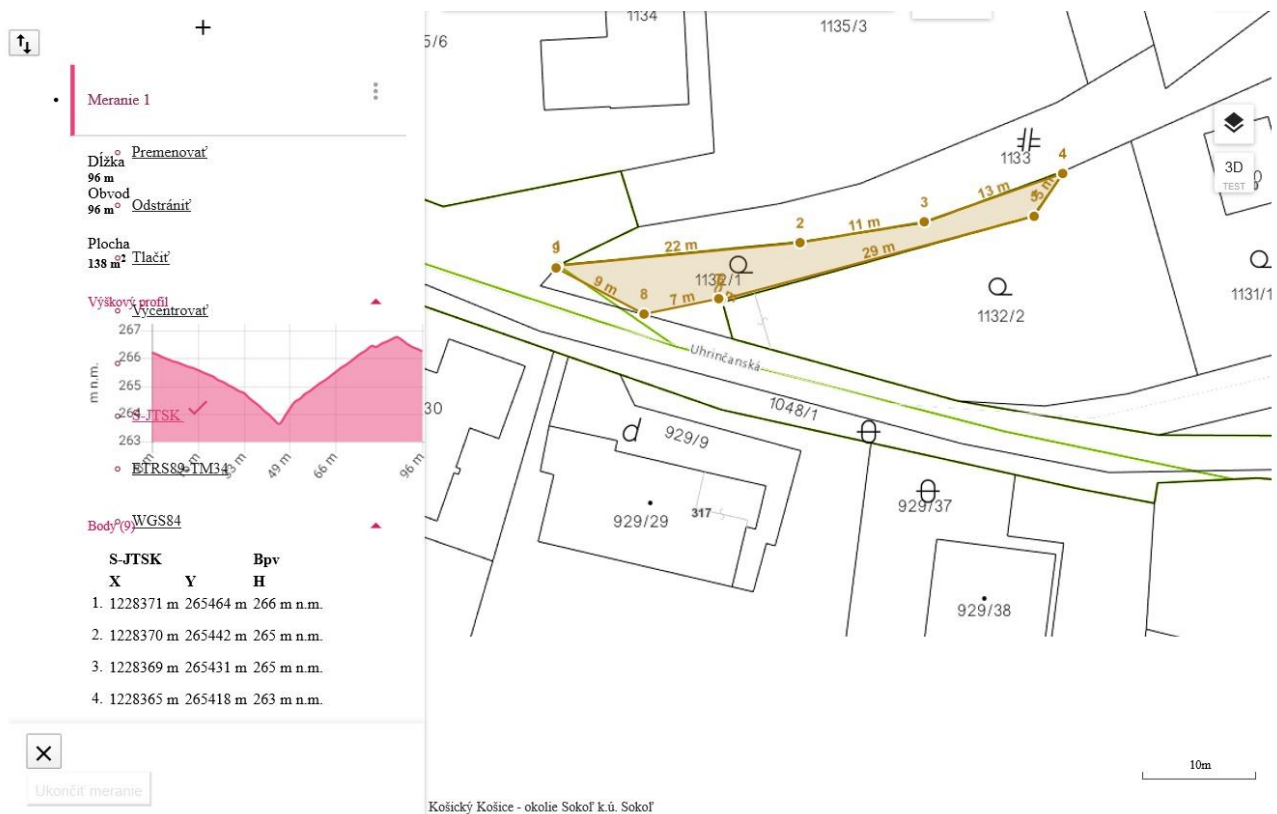 +
Meranie 1
Premenovať
Dĺžka
96 m
Obvod
96 m
Odstrániť
Plocha
138 m²
Tlačiť
Výškový profil
Vycentrovať
267
266
265
264
263
m n.m.
S-JTSK
33 m
49 m
66 m
96 m
ETRS89-TM34
WGS84
Body (9)
S-JTSK Bpv
X Y H
1. 1228371 m 265464 m 266 m n.m.
2. 1228370 m 265442 m 265 m n.m.
3. 1228369 m 265431 m 265 m n.m.
4. 1228365 m 265418 m 263 m n.m.
Ukončiť meranie
5/6
1134
1135/3
1133
4
3D
TEST
13 m
3
2
11 m
22 m
29 m
9 m
8
7 m
1132/1
1132/2
1131/1
Uhrinčanská
1048/1
30
d
929/9
929/29
317
929/37
929/38
10m
Košický Košice - okolie Sokoľ k.ú. Sokoľ